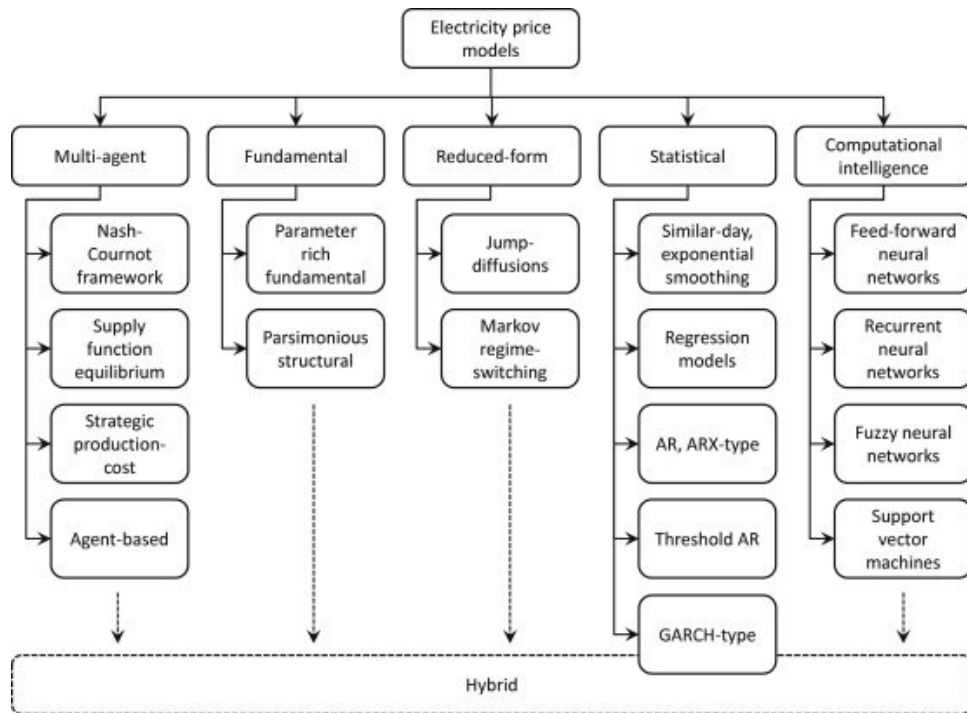 Electricity price
models
Multi-agent
Fundamental
Reduced-form
Statistical
Computational
intelligence
Nash-
Cournot
framework
Supply
function
equilibrium
Strategic
production-
cost
Agent-based
Parameter
rich
fundamental
Parsimonious
structural
Jump-
diffusions
Markov
regime-
switching
Similar-day,
exponential
smoothing
Regression
models
AR, ARX-type
Threshold AR
GARCH-type
Feed-forward
neural
networks
Recurrent
neural
networks
Fuzzy neural
networks
Support
vector
machines
Hybrid